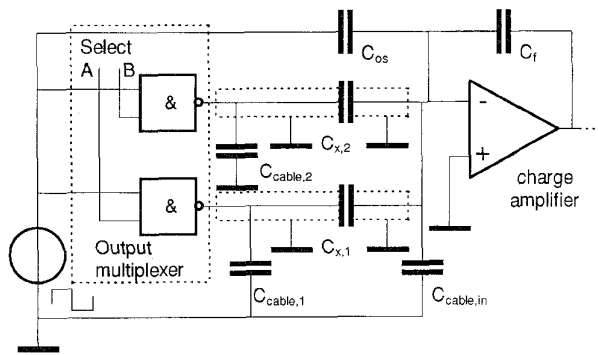 Select
A B
C_os
C_f
&
C_x,2
-
+
C_cable,2
&
charge
amplifier
Output
multiplexer
C_x,1
C_cable,1
C_cable,in